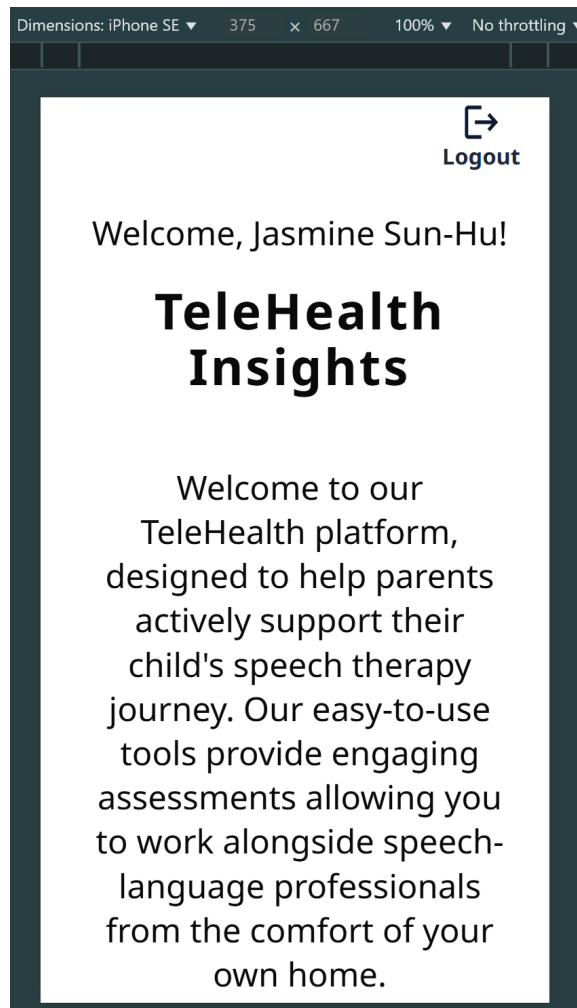 Dimensions: iPhone SE ▼ 375 × 667 100% ▼ No throttling ▼
Logout
Welcome, Jasmine Sun-Hu!
TeleHealth
Insights
Welcome to our
TeleHealth platform,
designed to help parents
actively support their
child's speech therapy
journey. Our easy-to-use
tools provide engaging
assessments allowing you
to work alongside speech-
language professionals
from the comfort of your
own home.